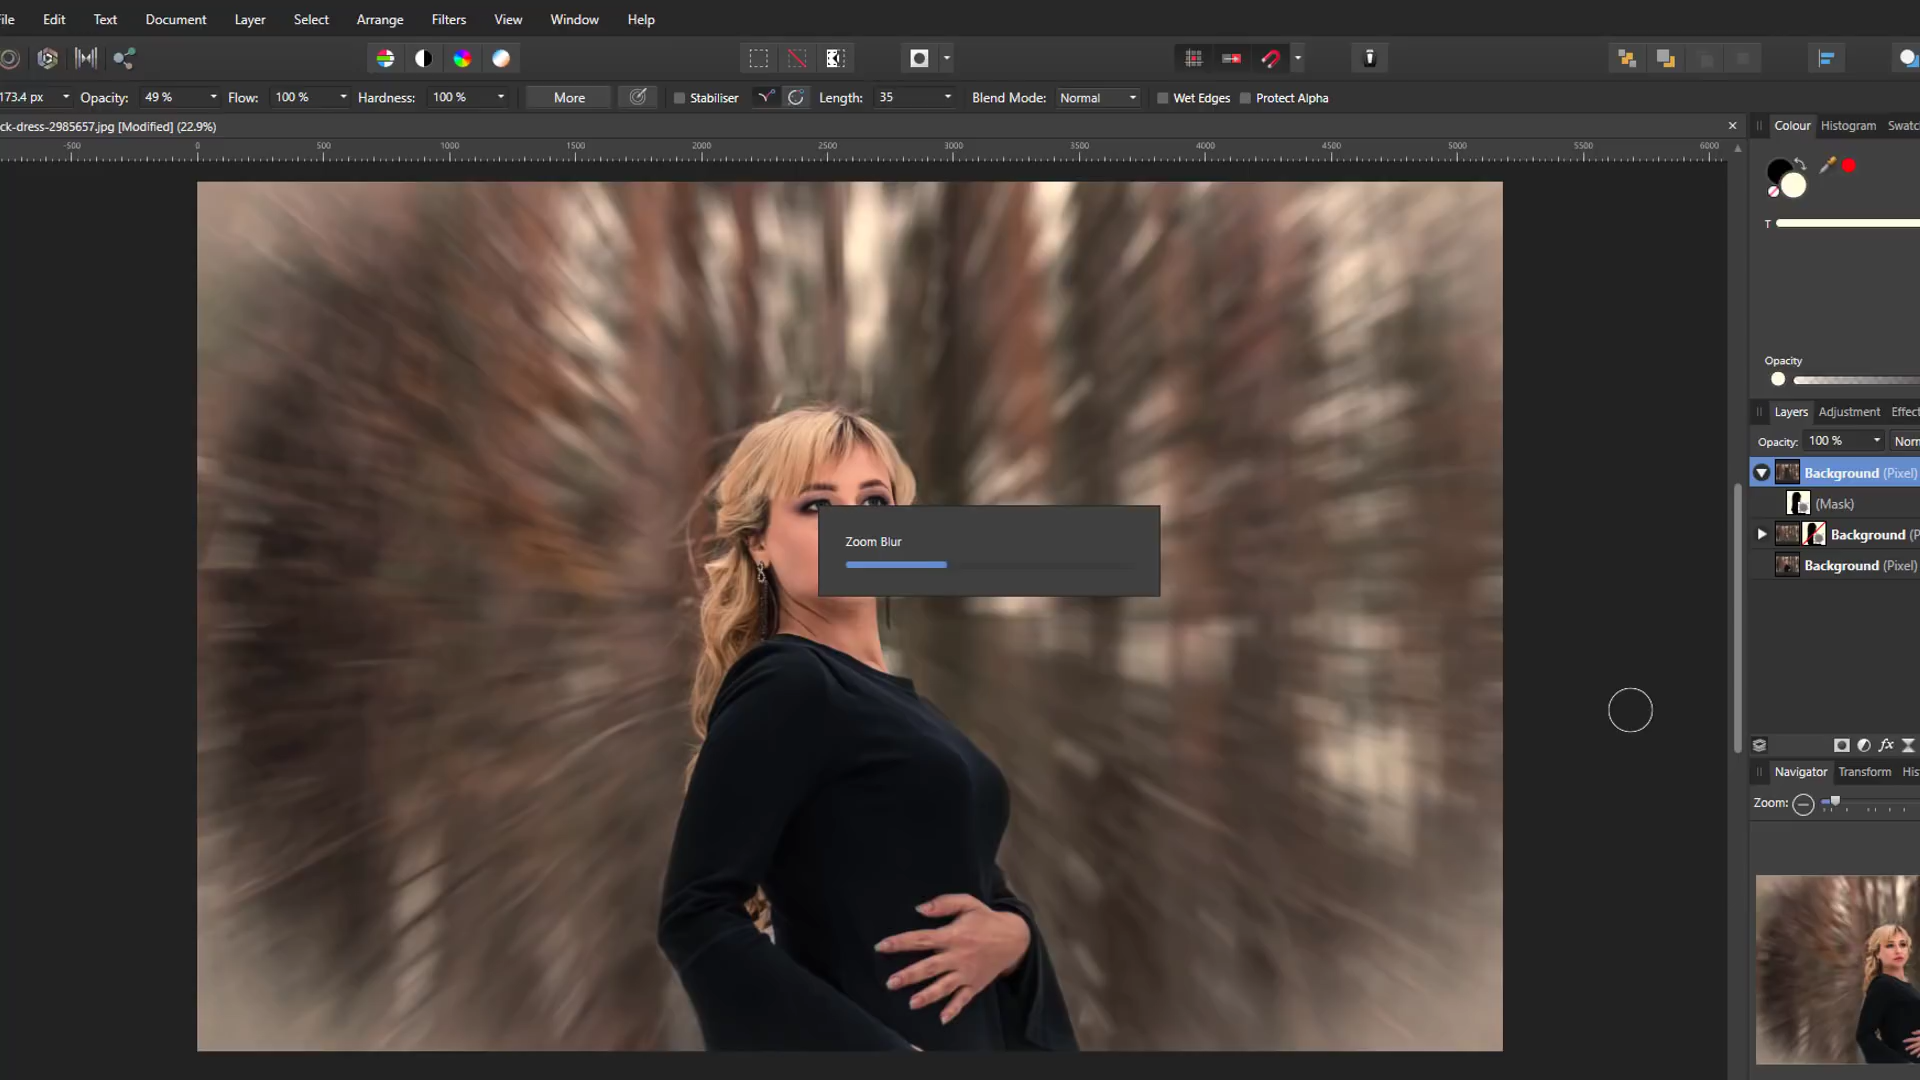 ile Edit Text Document Layer Select Arrange Filters View Window Help
173.4 px Opacity: 49 % Flow: 100 % Hardness: 100 % More Stabiliser Length: 35 Blend Mode: Normal Wet Edges Protect Alpha
ck-dress-2985657.jpg [Modified] (22.9%)
Colour Histogram Swatc
-500 0 500 1000 1500 2000 2500 3000 3500 4000 4500 5000 5500 6000
T
Opacity
Layers Adjustment Effec
Opacity: 100 % Norm
Background (Pixel)
(Mask)
Background (P
Background (Pixel)
Zoom Blur
fx
Navigator Transform His
Zoom: